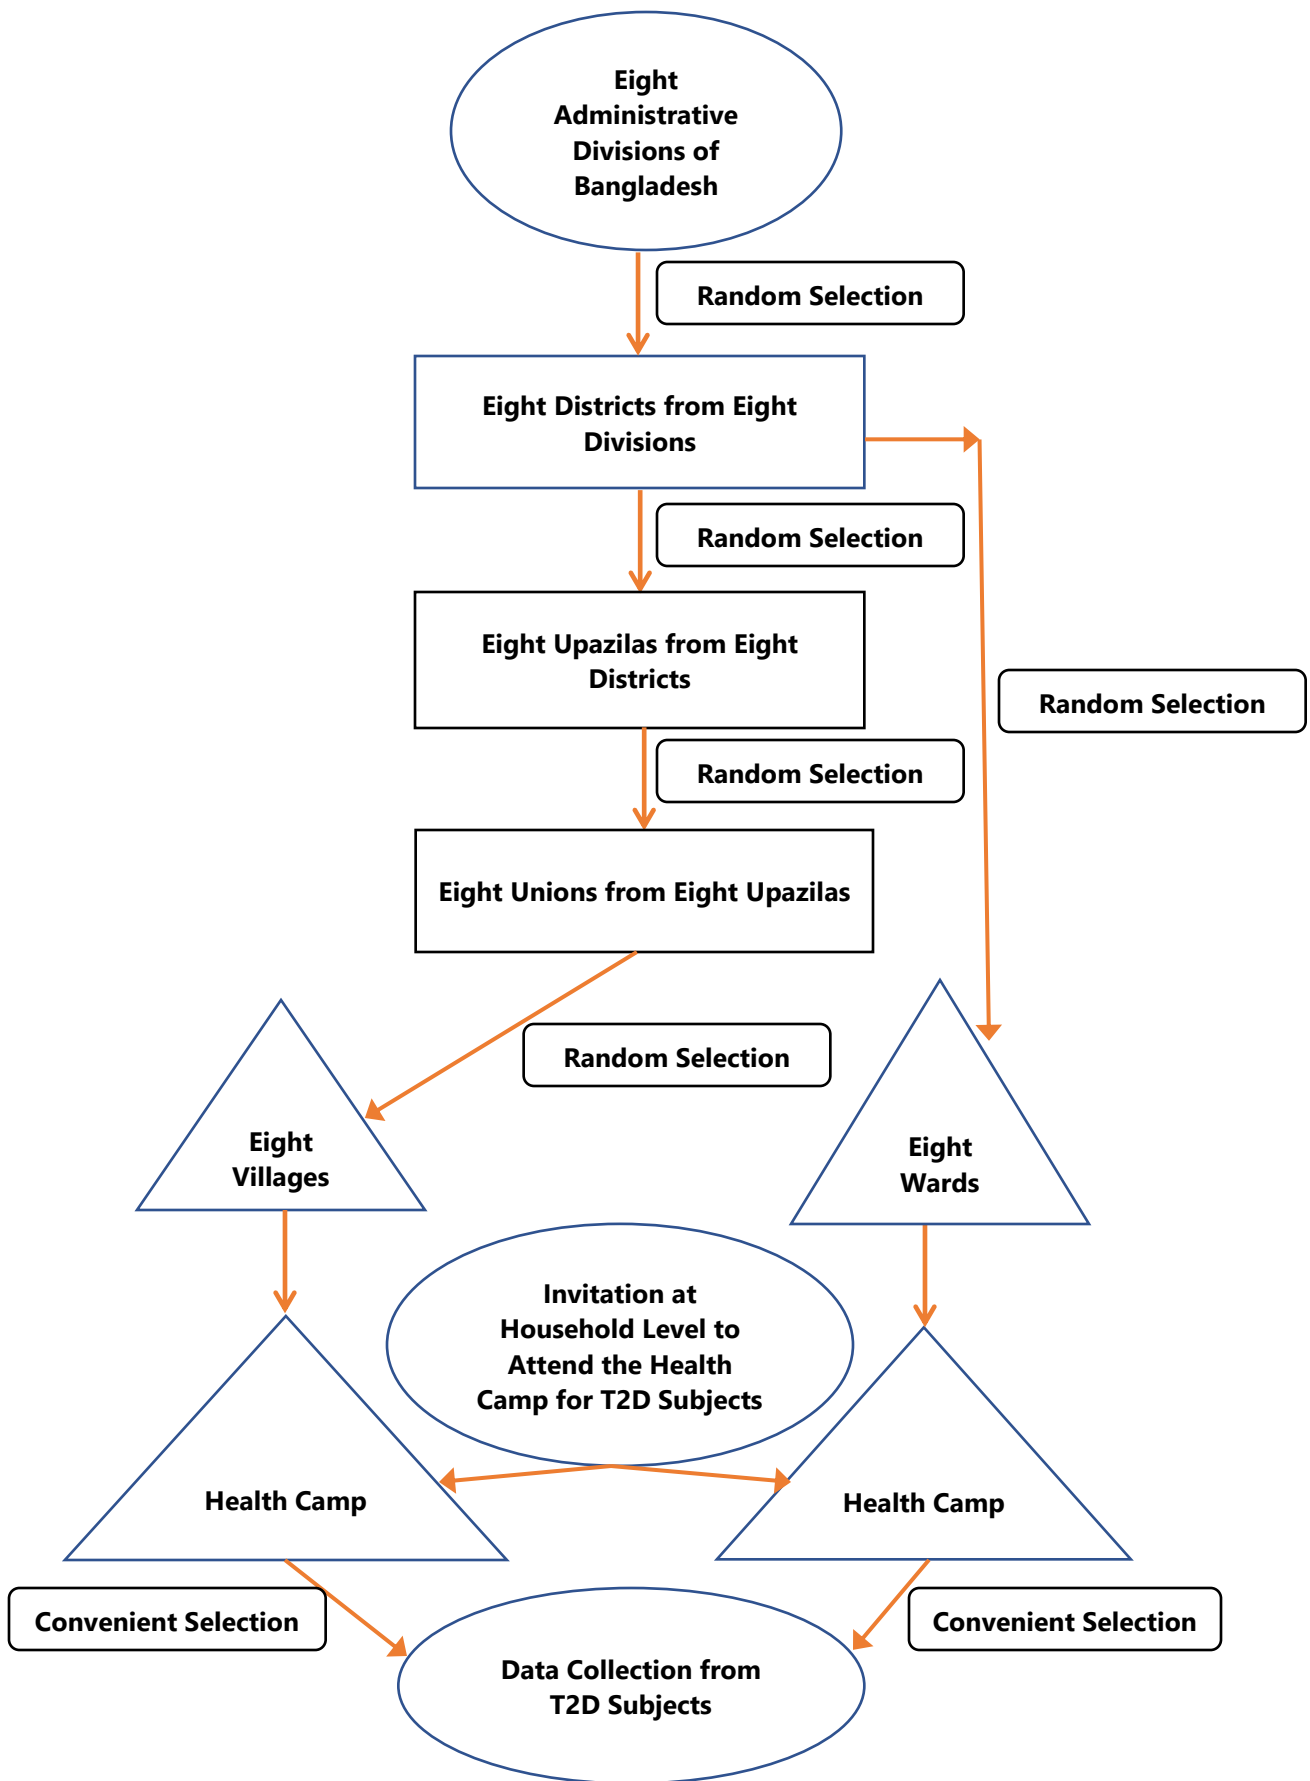 Eight
Administrative
Divisions of
Bangladesh
Random Selection
Eight Districts from Eight
Divisions
Random Selection
Eight Upazilas from Eight
Districts
Random Selection
Random Selection
Eight Unions from Eight Upazilas
Random Selection
Eight
Villages
Eight
Wards
Invitation at
Household Level to
Attend the Health
Camp for T2D Subjects
Health Camp
Health Camp
Convenient Selection
Convenient Selection
Data Collection from
T2D Subjects